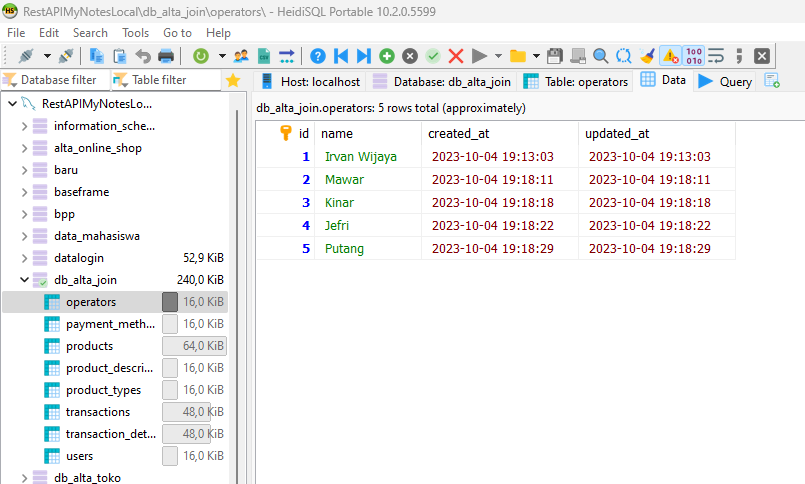 RestAPIMyNotesLocal\db_alta_join\operators\ - HeidiSQL Portable 10.2.0.5599
File Edit Search Tools Go to Help
Database filter Table filter
Host: localhost Database: db_alta_join Table: operators Data Query
RestAPIMyNotesLo...
information_sche...
alta_online_shop
baru
baseframe
bpp
data_mahasiswa
datalogin 52,9 KiB
db_alta_join 240,0 KiB
operators 16,0 KiB
payment_meth... 16,0 KiB
products 64,0 KiB
product_descri... 16,0 KiB
product_types 16,0 KiB
transactions 48,0 KiB
transaction_det... 48,0 KiB
users 16,0 KiB
db_alta_toko
db_alta_join.operators: 5 rows total (approximately)
id name created_at updated_at
1 Irvan Wijaya 2023-10-04 19:13:03 2023-10-04 19:13:03
2 Mawar 2023-10-04 19:18:11 2023-10-04 19:18:11
3 Kinar 2023-10-04 19:18:18 2023-10-04 19:18:18
4 Jefri 2023-10-04 19:18:22 2023-10-04 19:18:22
5 Putang 2023-10-04 19:18:29 2023-10-04 19:18:29